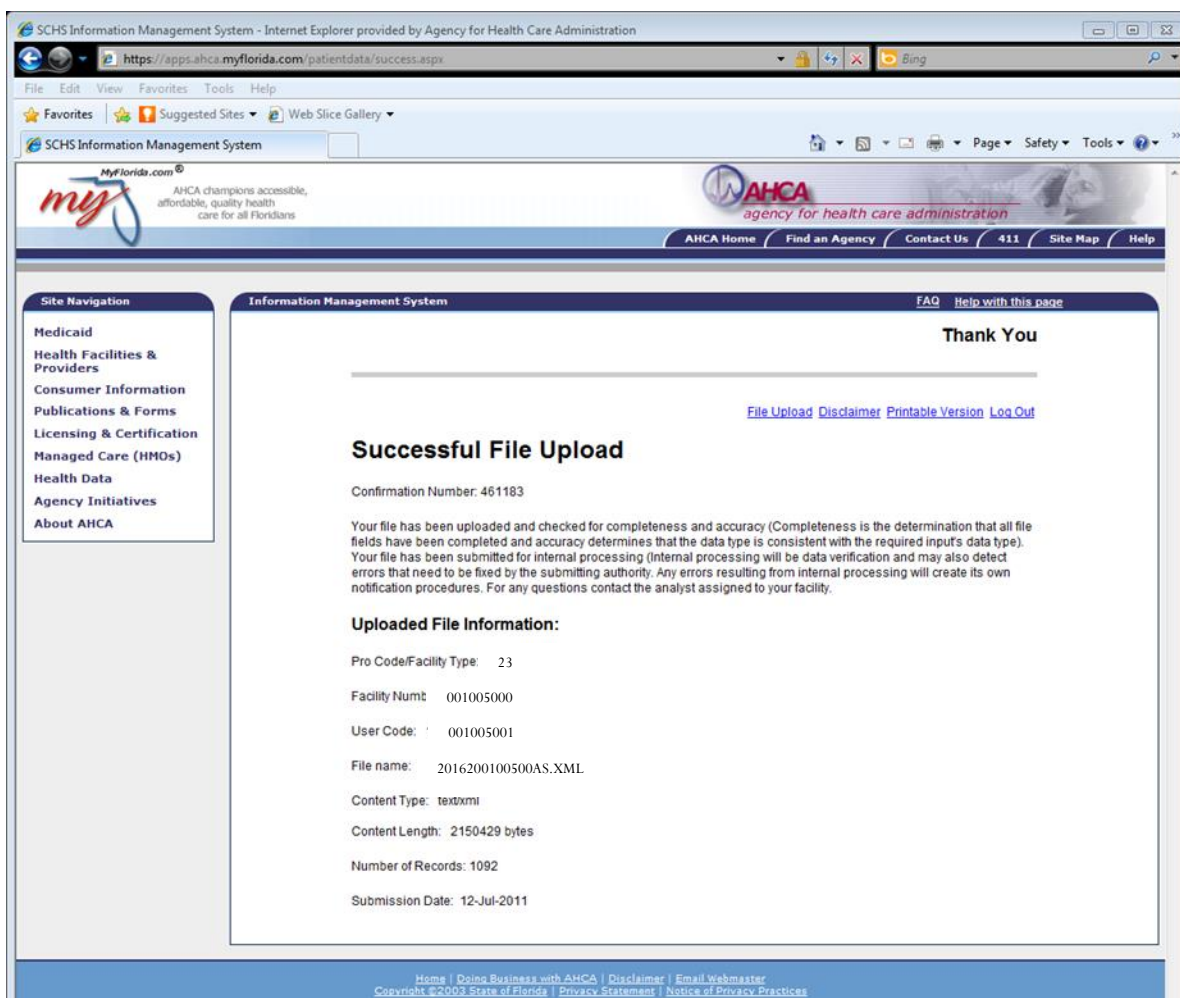 SCHS Information Management System - Internet Explorer provided by Agency for Health Care Administration
https://apps.ahca.myflorida.com/patientdata/success.aspx
Bing
File Edit View Favorites Tools Help
Favorites Suggested Sites Web Slice Gallery
SCHS Information Management System
Page Safety Tools
MyFlorida.com®
my
AHCA champions accessible,
affordable, quality health
care for all Floridians
AHCA
agency for health care administration
AHCA Home Find an Agency Contact Us 411 Site Map Help
Site Navigation
Medicaid
Health Facilities &
Providers
Consumer Information
Publications & Forms
Licensing & Certification
Managed Care (HMOs)
Health Data
Agency Initiatives
About AHCA
Information Management System FAQ Help with this page
Thank You
File Upload Disclaimer Printable Version Log Out
Successful File Upload
Confirmation Number: 461183
Your file has been uploaded and checked for completeness and accuracy (Completeness is the determination that all file
fields have been completed and accuracy determines that the data type is consistent with the required input's data type).
Your file has been submitted for internal processing (Internal processing will be data verification and may also detect
errors that need to be fixed by the submitting authority. Any errors resulting from internal processing will create its own
notification procedures. For any questions contact the analyst assigned to your facility.
Uploaded File Information:
Pro Code/Facility Type: 23
Facility Numb 001005000
User Code: 001005001
File name: 2016200100500AS.XML
Content Type: text/xml
Content Length: 2150429 bytes
Number of Records: 1092
Submission Date: 12-Jul-2011
Home | Doing Business with AHCA | Disclaimer | Email Webmaster
Copyright ©2003 State of Florida | Privacy Statement | Notice of Privacy Practices